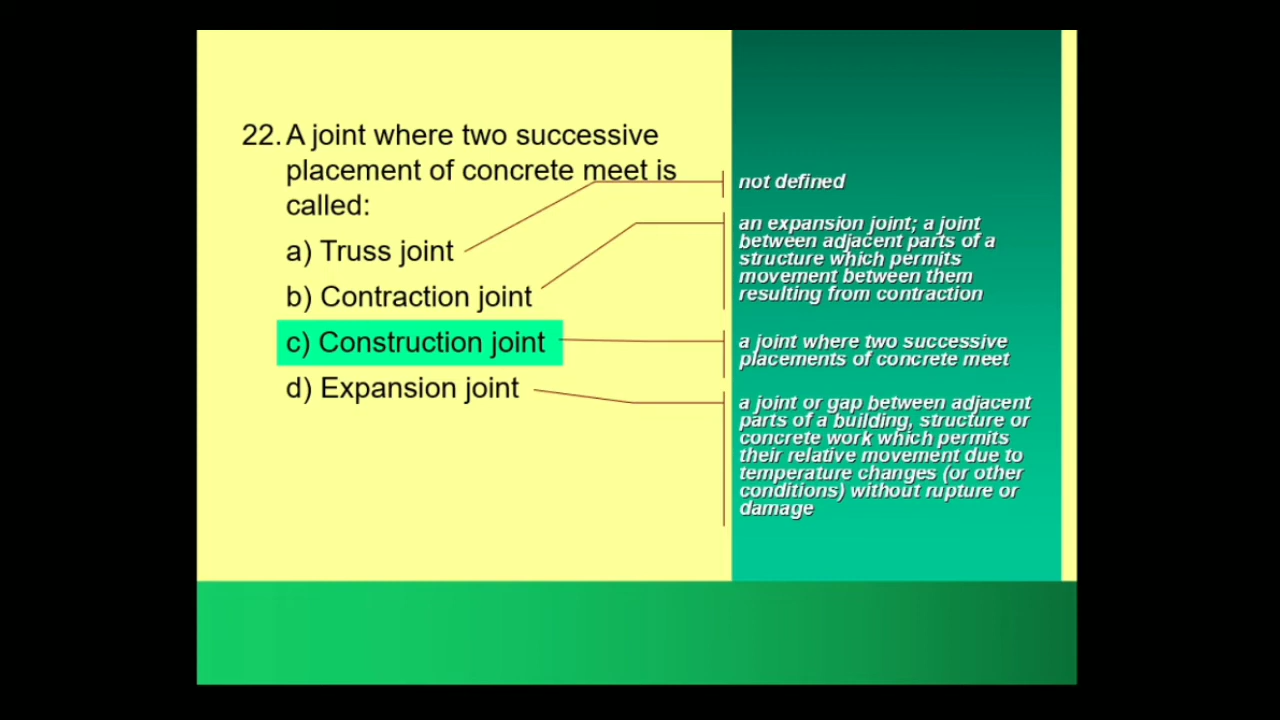 22. A joint where two successive
placement of concrete meet is
called:
a) Truss joint
b) Contraction joint
c) Construction joint
d) Expansion joint
not defined
an expansion joint; a joint
between adjacent parts of a
structure which permits
movement between them
resulting from contraction
a joint where two successive
placements of concrete meet
a joint or gap between adjacent
parts of a building, structure or
concrete work which permits
their relative movement due to
temperature changes (or other
conditions) without rupture or
damage